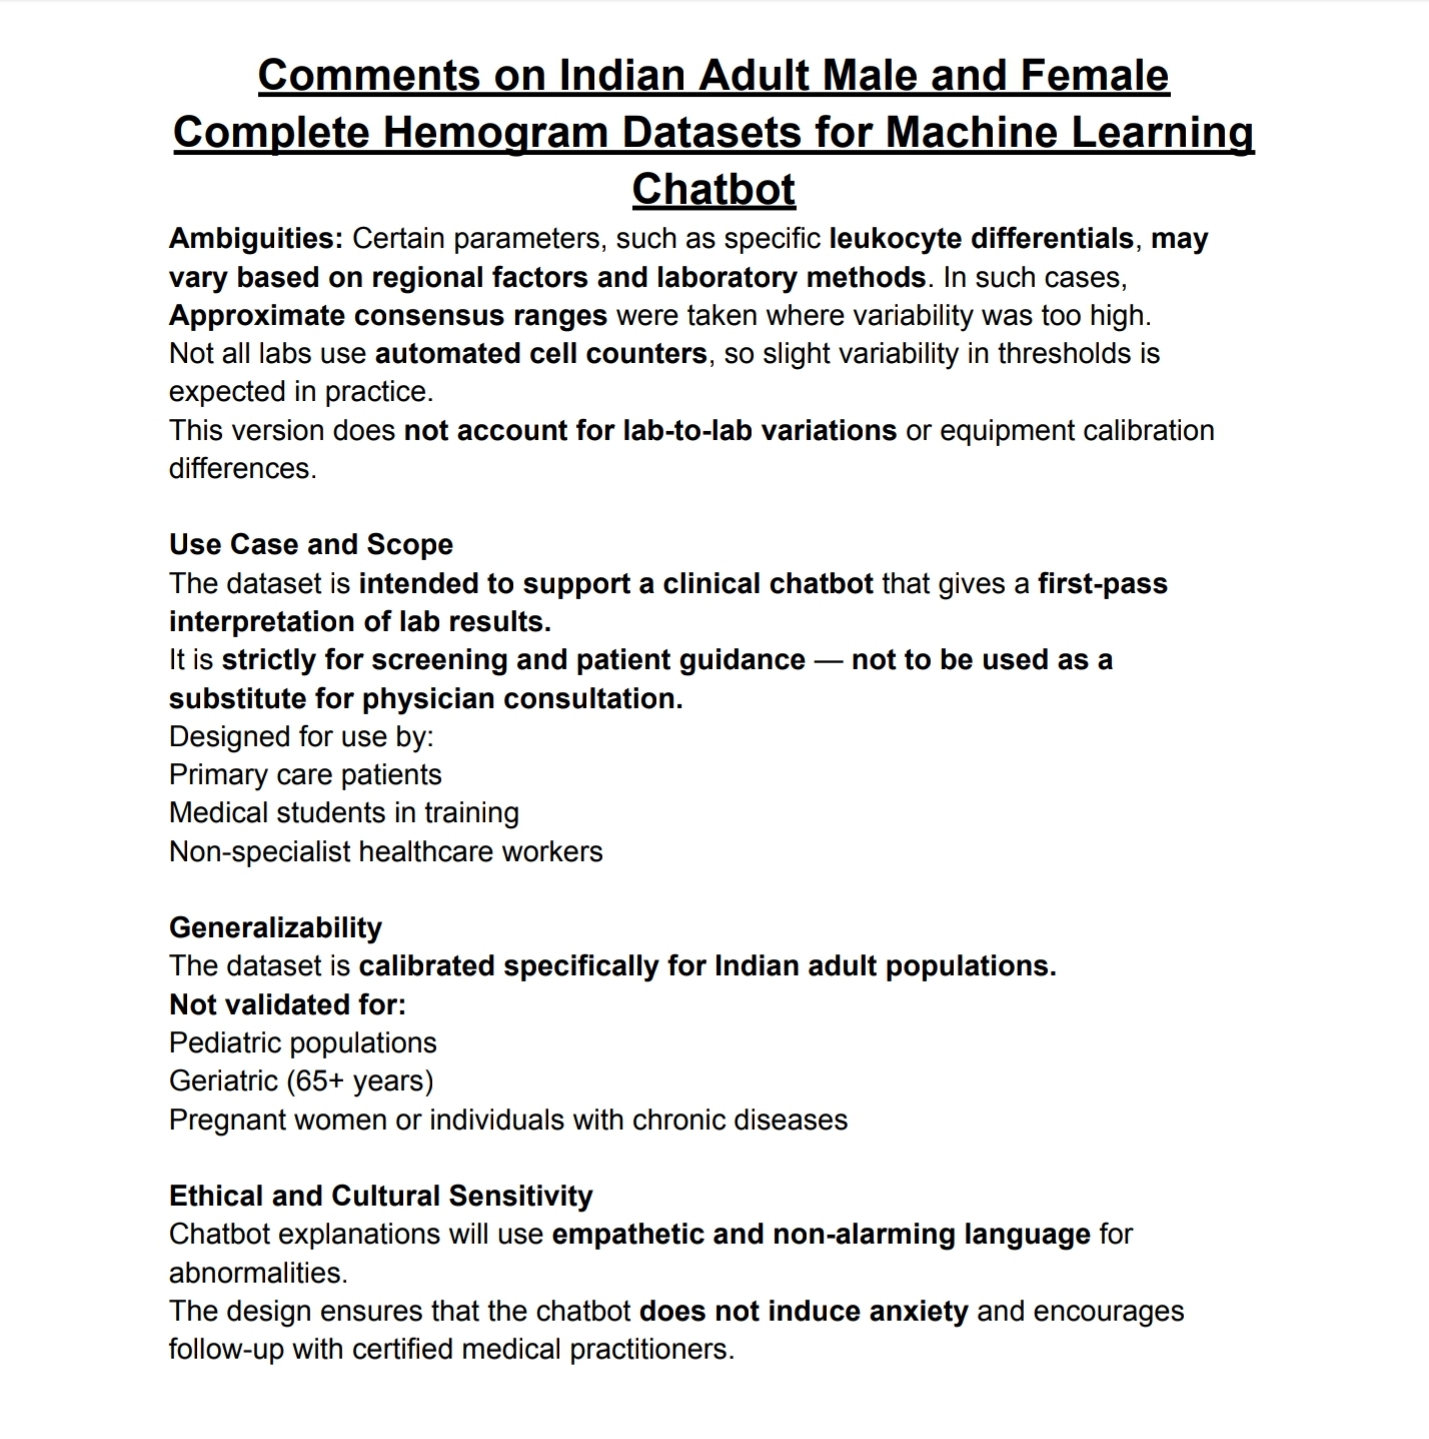 Comments on Indian Adult Male and Female
Complete Hemogram Datasets for Machine Learning
Chatbot
Ambiguities: Certain parameters, such as specific leukocyte differentials, may
vary based on regional factors and laboratory methods. In such cases,
Approximate consensus ranges were taken where variability was too high.
Not all labs use automated cell counters, so slight variability in thresholds is
expected in practice.
This version does not account for lab-to-lab variations or equipment calibration
differences.
Use Case and Scope
The dataset is intended to support a clinical chatbot that gives a first-pass
interpretation of lab results.
It is strictly for screening and patient guidance — not to be used as a
substitute for physician consultation.
Designed for use by:
Primary care patients
Medical students in training
Non-specialist healthcare workers
Generalizability
The dataset is calibrated specifically for Indian adult populations.
Not validated for:
Pediatric populations
Geriatric (65+ years)
Pregnant women or individuals with chronic diseases
Ethical and Cultural Sensitivity
Chatbot explanations will use empathetic and non-alarming language for
abnormalities.
The design ensures that the chatbot does not induce anxiety and encourages
follow-up with certified medical practitioners.